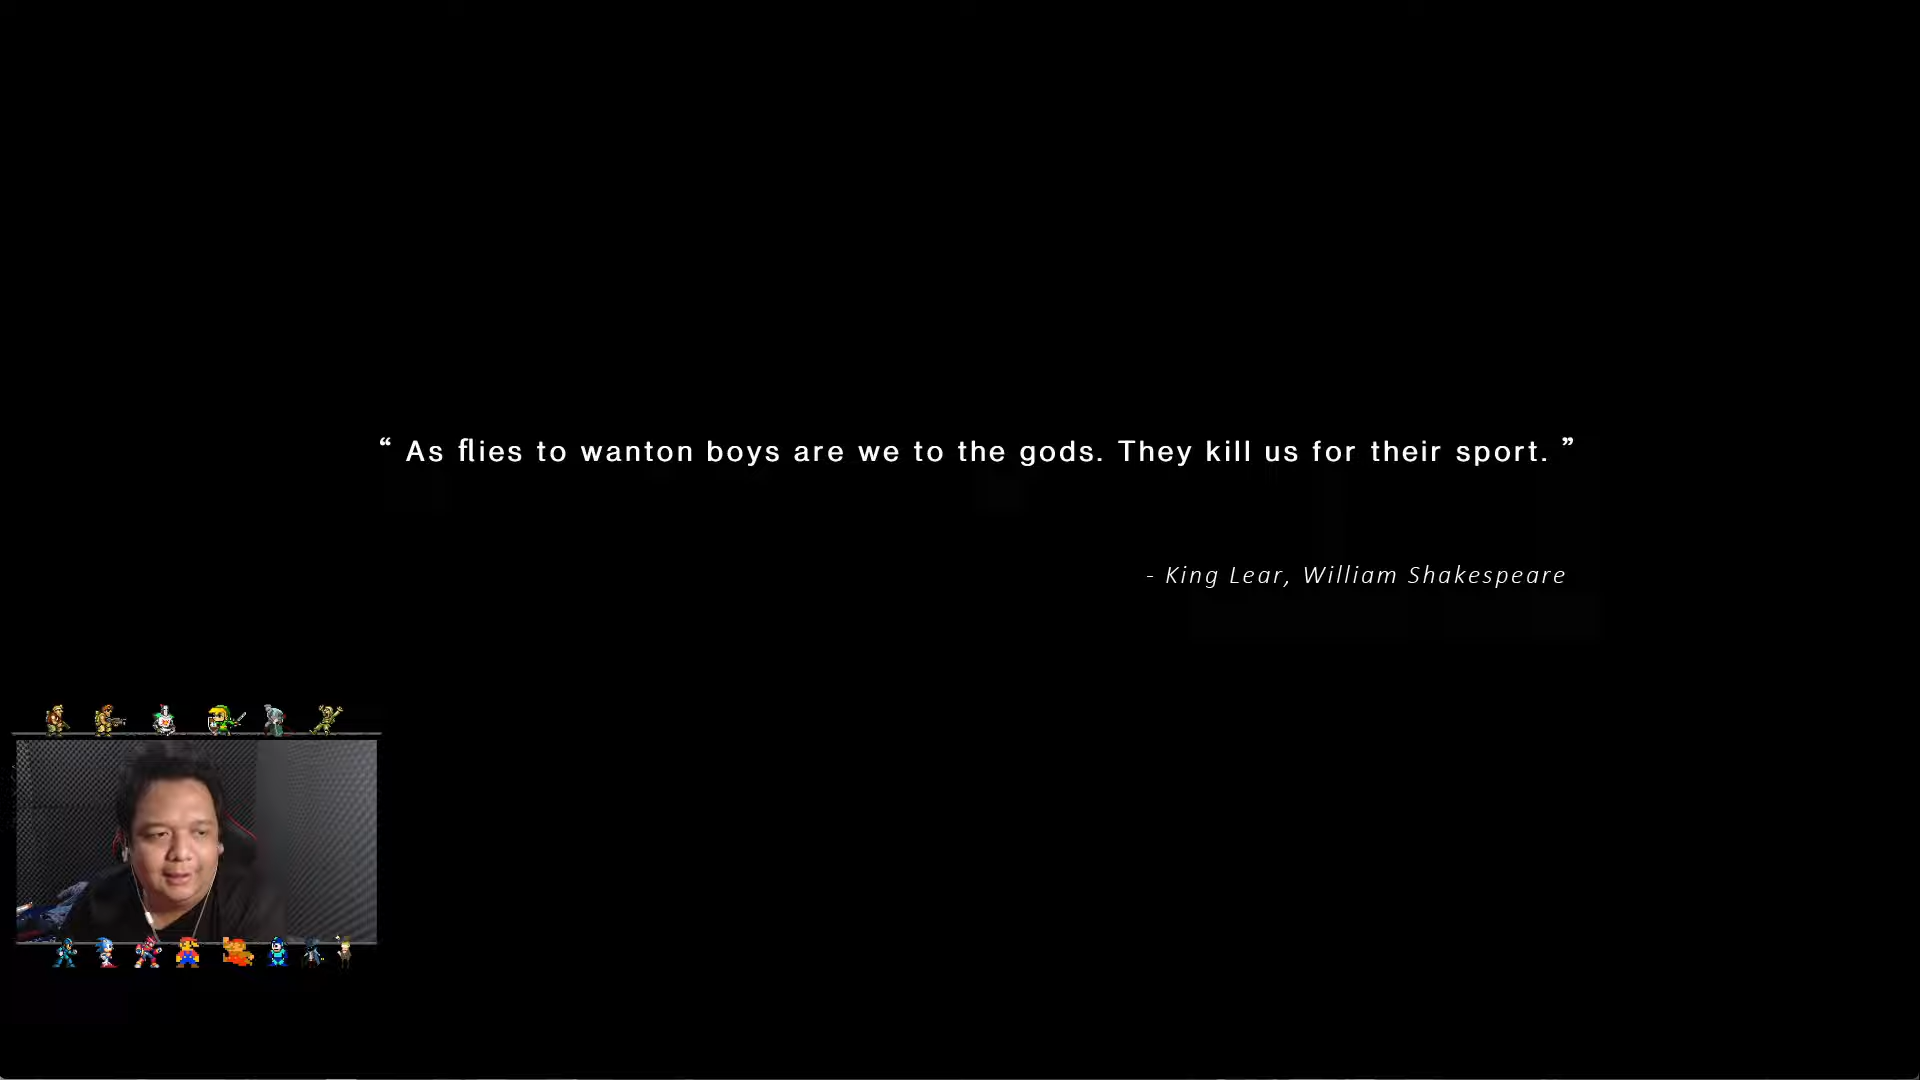 “ As flies to wanton boys are we to the gods. They kill us for their sport. ”
- King Lear, William Shakespeare